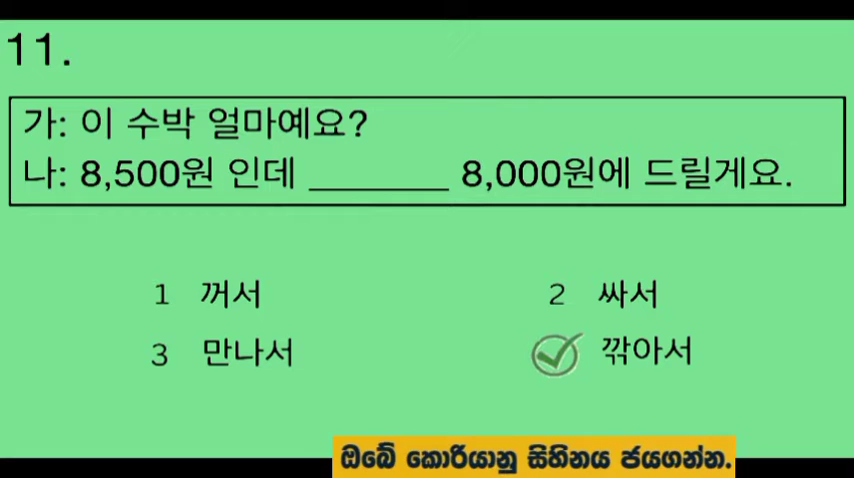 11.
가: 이 수박 얼마예요?
나: 8,500원 인데 ________ 8,000원에 드릴게요.
1 꺼서 2 싸서
3 만나서 깎아서
ඔබේ කොරියානු සිහිනය ජයගන්න.